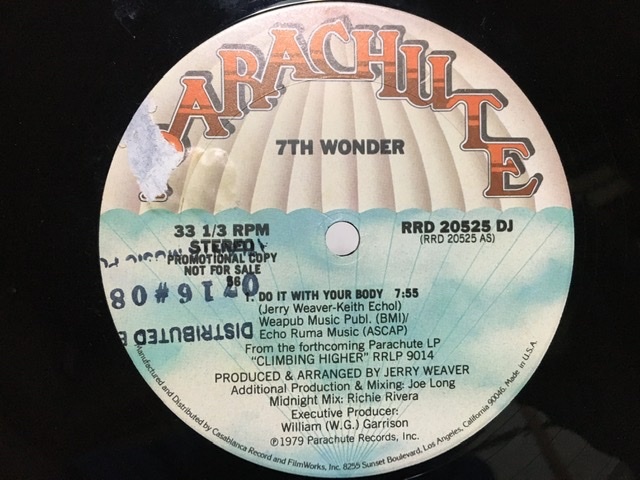 PARACHUTE
7TH WONDER
33 1/3 RPM
STEREO
PROMOTIONAL COPY
NOT FOR SALE
RRD 20525 DJ
(RRD 20525 AS)
0716#08
DISTRIBUTED
1. DO IT WITH YOUR BODY 7:55
(Jerry Weaver-Keith Echol)
Weapub Music Publ. (BMI)/
Echo Ruma Music (ASCAP)
From the forthcoming Parachute LP
"CLIMBING HIGHER" RRLP 9014
PRODUCED & ARRANGED BY JERRY WEAVER
Additional Production & Mixing: Joe Long
Midnight Mix: Richie Rivera
Executive Producer:
William (W.G.) Garrison
℗1979 Parachute Records, Inc.
Manufactured and Distributed by Casablanca Record and FilmWorks, Inc. 8255 Sunset Boulevard, Los Angeles, California 90046. Made in U.S.A.